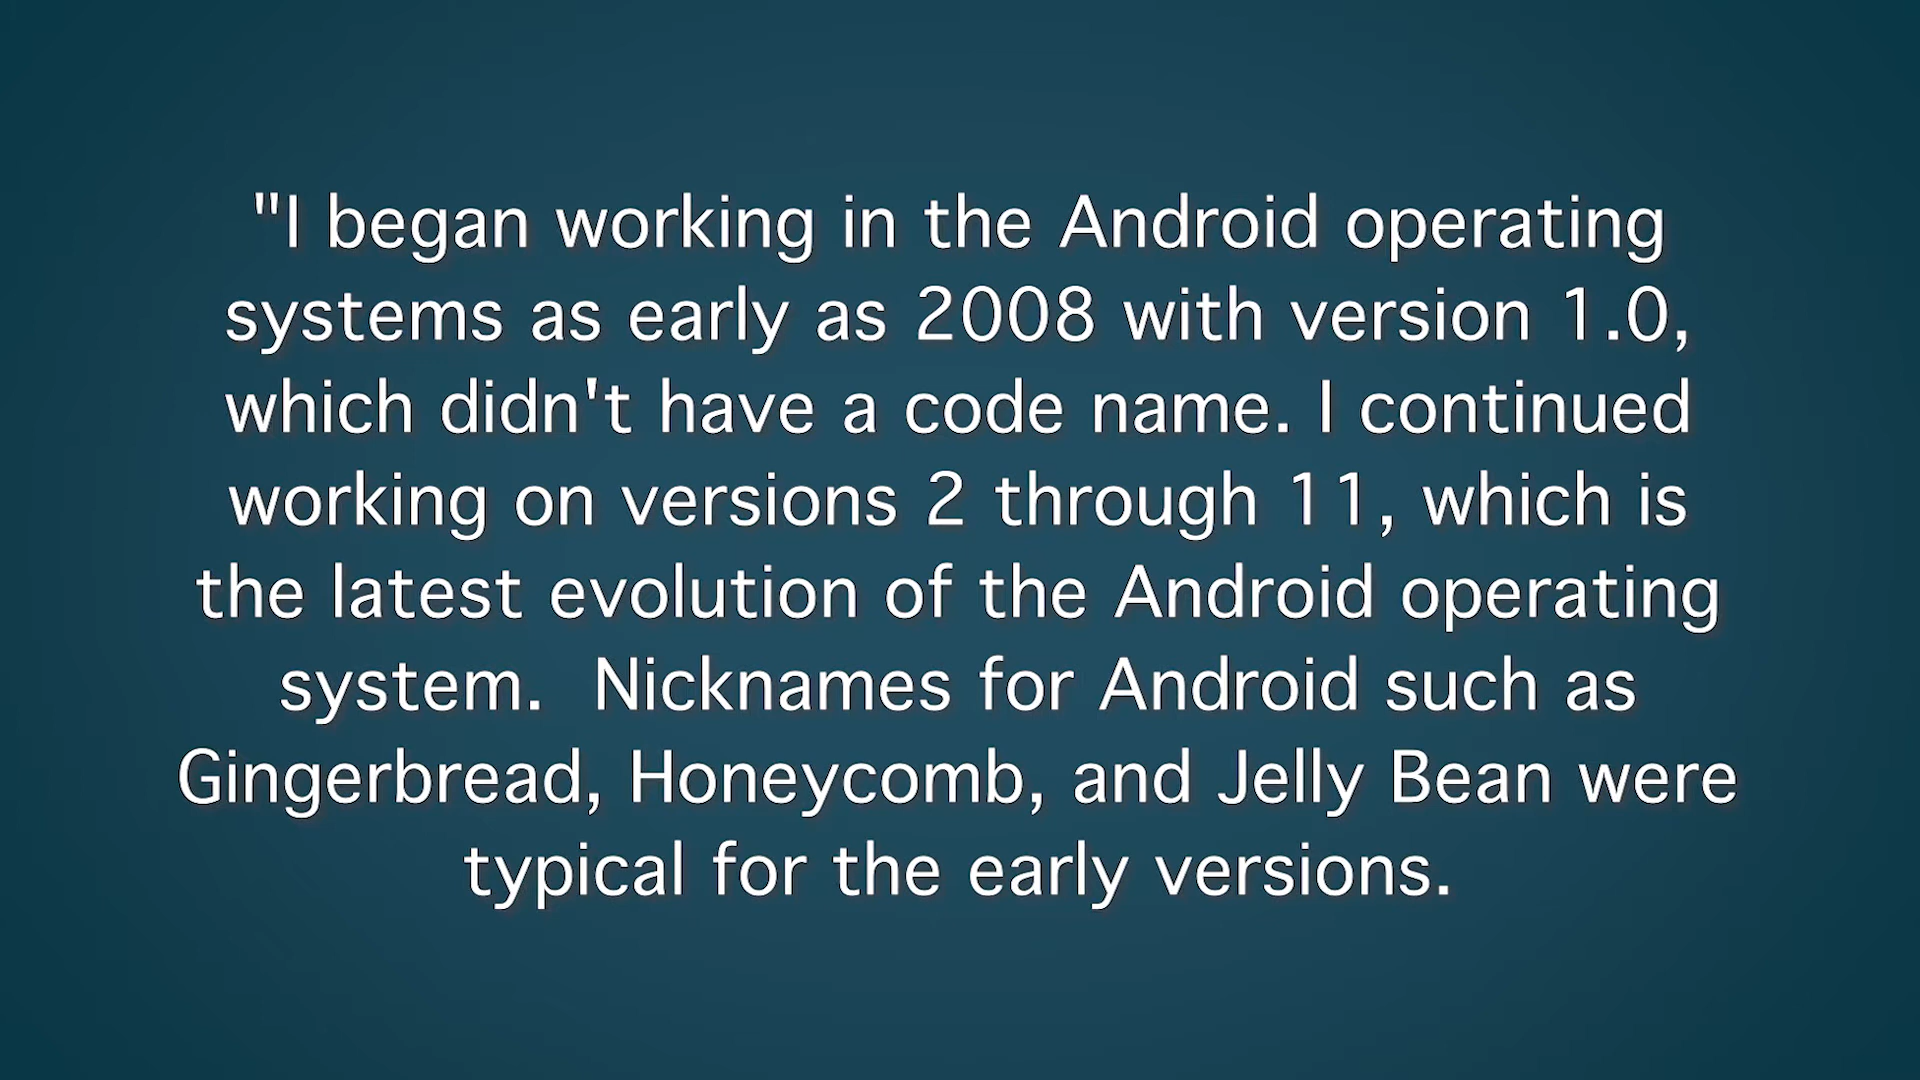 "I began working in the Android operating
systems as early as 2008 with version 1.0,
which didn't have a code name. I continued
working on versions 2 through 11, which is
the latest evolution of the Android operating
system.  Nicknames for Android such as
Gingerbread, Honeycomb, and Jelly Bean were
typical for the early versions.